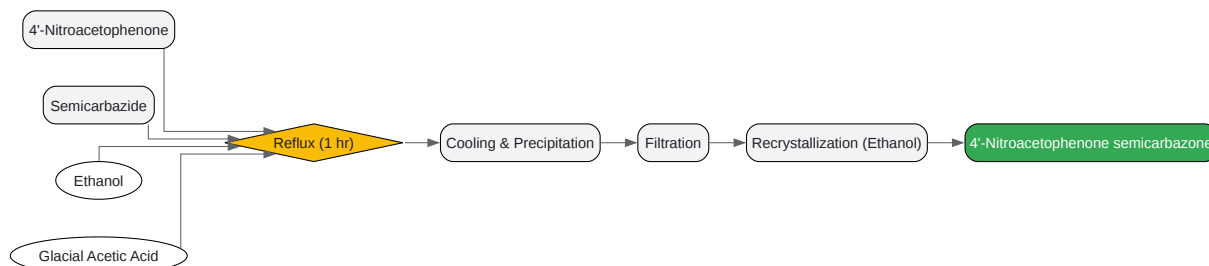 4'-Nitroacetophenone
Semicarbazide
Ethanol
Glacial Acetic Acid
Reflux (1 hr)
Cooling & Precipitation
Filtration
Recrystallization (Ethanol)
4'-Nitroacetophenone semicarbazone